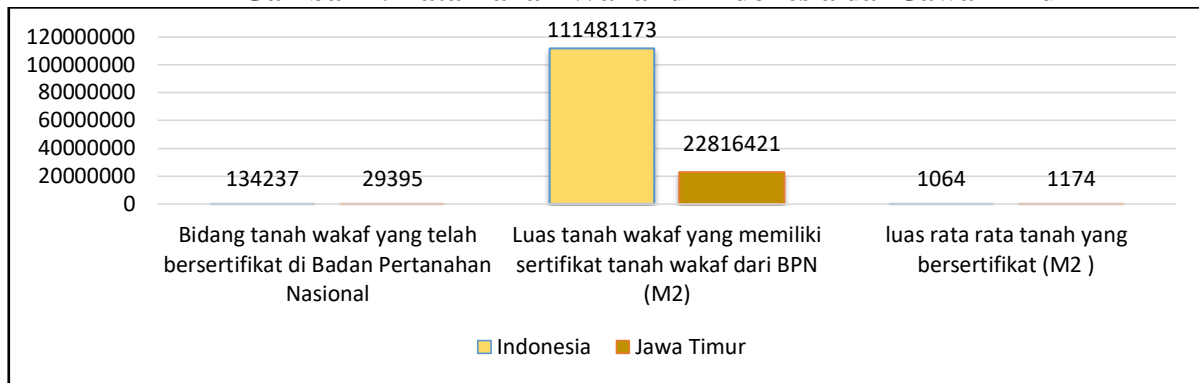 120000000
100000000
80000000
60000000
40000000
20000000
0
111481173
22816421
134237
29395
1064
1174
Bidang tanah wakaf yang telah
bersertifikat di Badan Pertanahan
Nasional
Luas tanah wakaf yang memiliki
sertifikat tanah wakaf dari BPN
(M2)
luas rata rata tanah yang
bersertifikat (M2 )
Indonesia
Jawa Timur